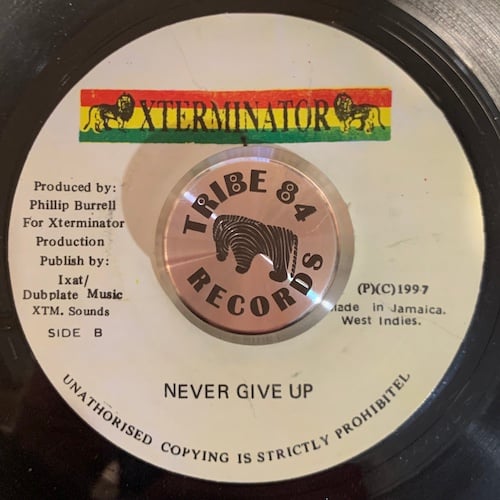 XTERMINATOR
TRIBE 84
RECORDS
Produced by:
Phillip Burrell
For Xterminator
Production
Publish by:
Ixat/
Dubplate Music
XTM. Sounds
SIDE B
(P)(C)1997
ade in Jamaica.
West Indies.
NEVER GIVE UP
UNATHORISED COPYING IS STRICTLY PROHIBITEL